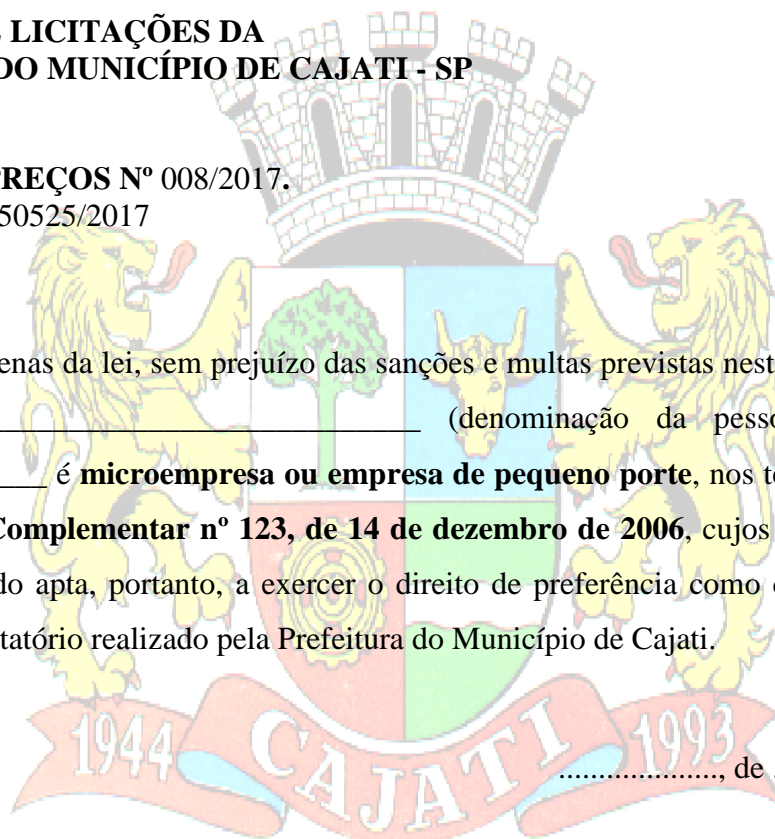 LICITAÇÕES DA
DO MUNICÍPIO DE CAJATI - SP
PREÇOS Nº 008/2017.
50525/2017
enas da lei, sem prejuízo das sanções e multas previstas nest
____________________________ (denominação da pesso
___ é microempresa ou empresa de pequeno porte, nos t
Complementar nº 123, de 14 de dezembro de 2006, cujos
do apta, portanto, a exercer o direito de preferência como
tatório realizado pela Prefeitura do Município de Cajati.
1944 CAJATI 1993
...................., de